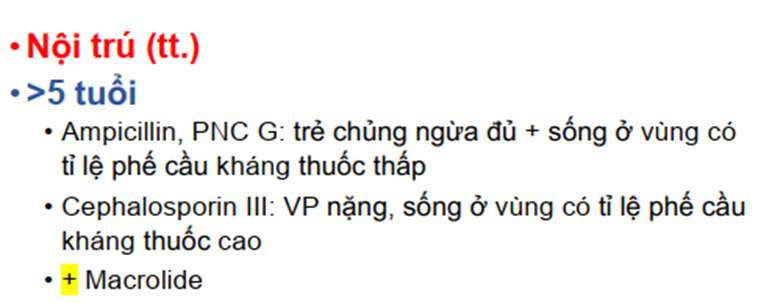 • Nội trú (tt.)
• >5 tuổi
• Ampicillin, PNC G: trẻ chủng ngừa đủ + sống ở vùng có
tỉ lệ phế cầu kháng thuốc thấp
• Cephalosporin III: VP nặng, sống ở vùng có tỉ lệ phế cầu
kháng thuốc cao
• + Macrolide